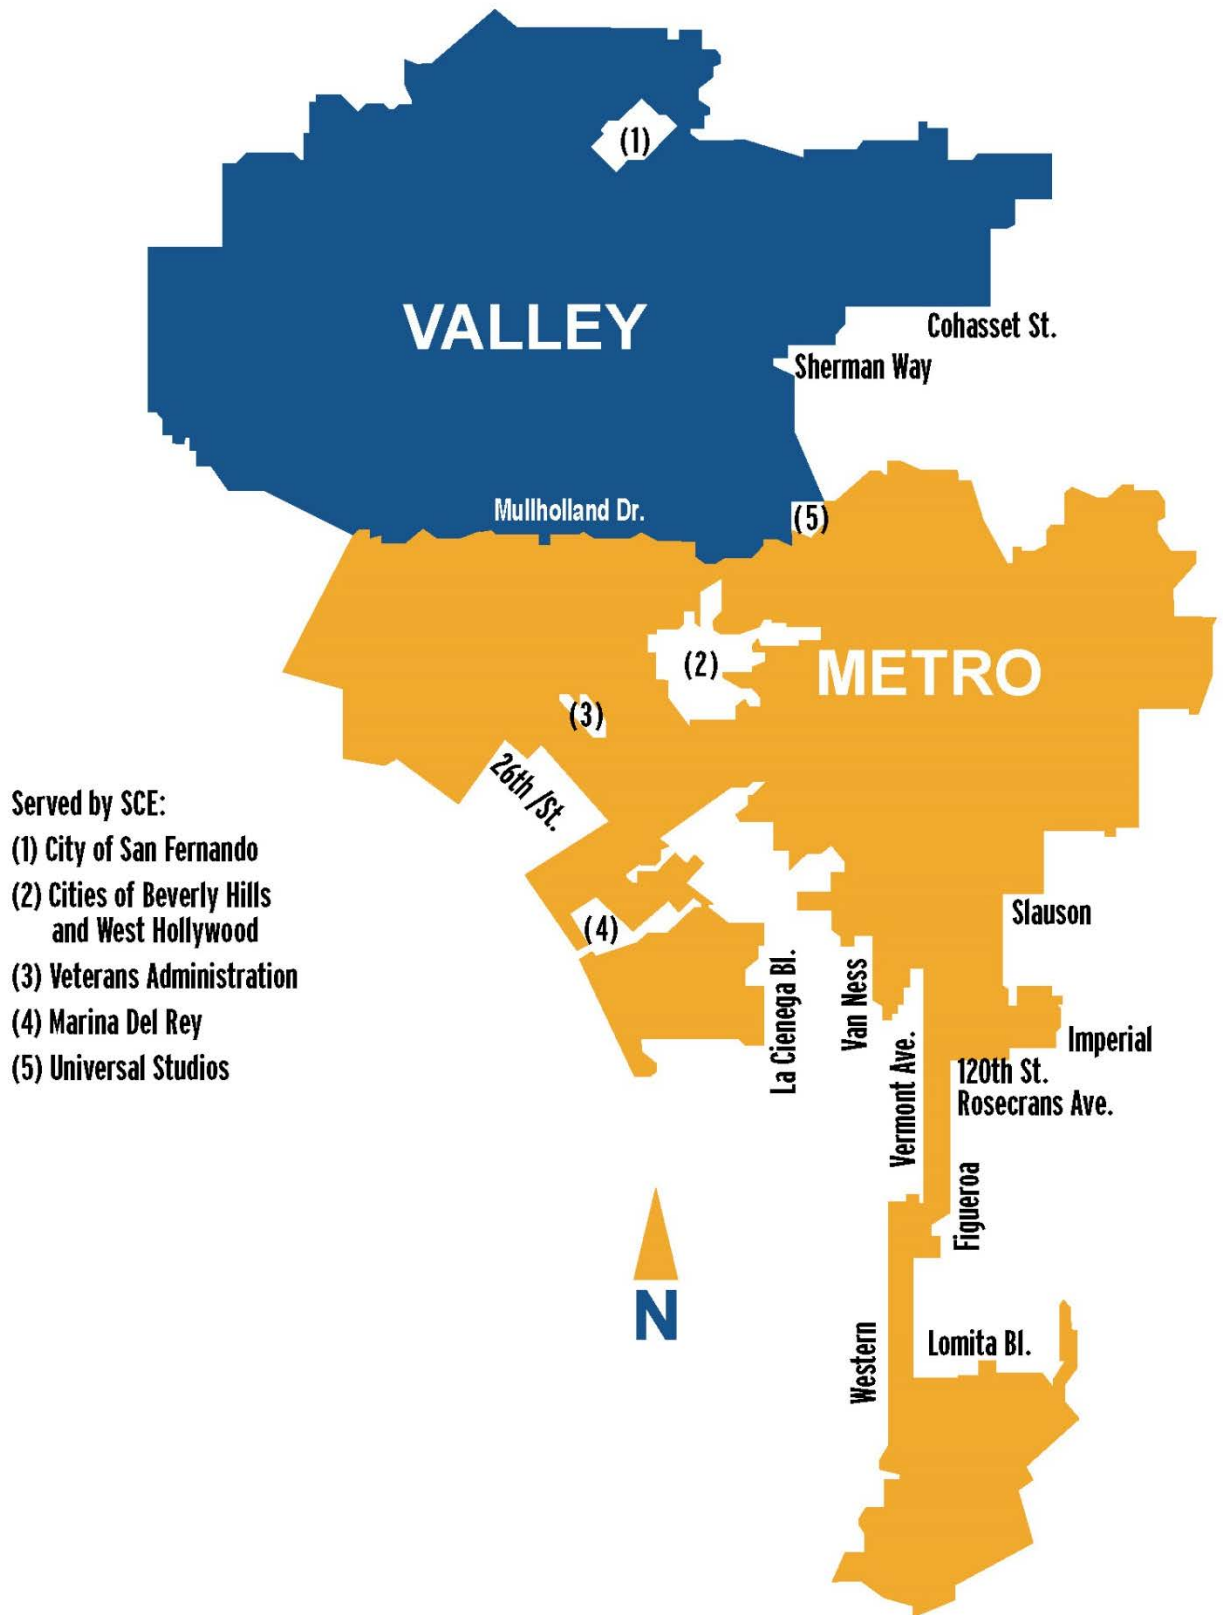 (1)
VALLEY
Cohasset St.
Sherman Way
Mullholland Dr.
(5)
(2)
METRO
(3)
26th /St.
Served by SCE:
(1) City of San Fernando
(2) Cities of Beverly Hills
and West Hollywood
(3) Veterans Administration
(4) Marina Del Rey
(5) Universal Studios
(4)
Slauson
La Cienega Bl.
Van Ness
Vermont Ave.
Imperial
120th St.
Rosecrans Ave.
Figueroa
N
Western
Lomita Bl.